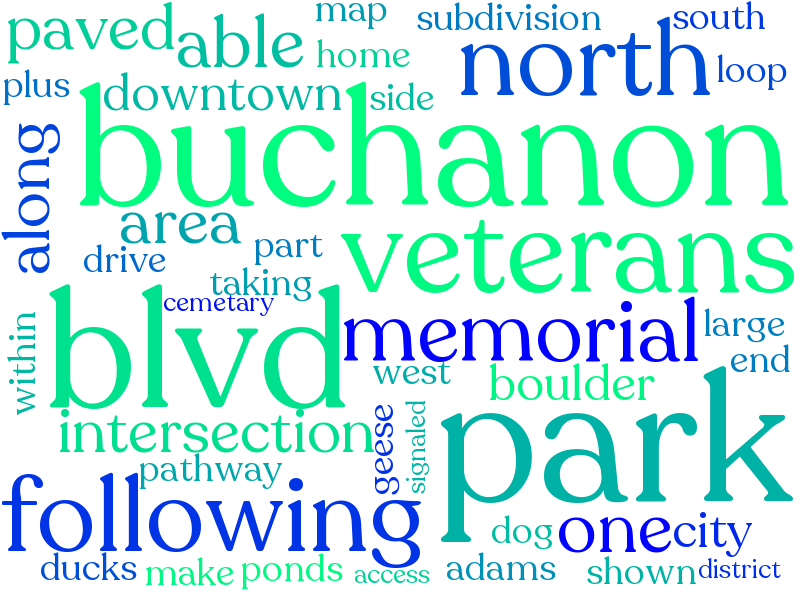 map
subdivision
south
paved
able
north
home
loop
plus
downtown
side
buchanon
along
area
veterans
part
drive
taking
cemetary
blvd
memorial
large
within
west
end
boulder
intersection
geese
signaled
park
pathway
following
dog
one
city
ducks
make
ponds
access
adams
shown
district